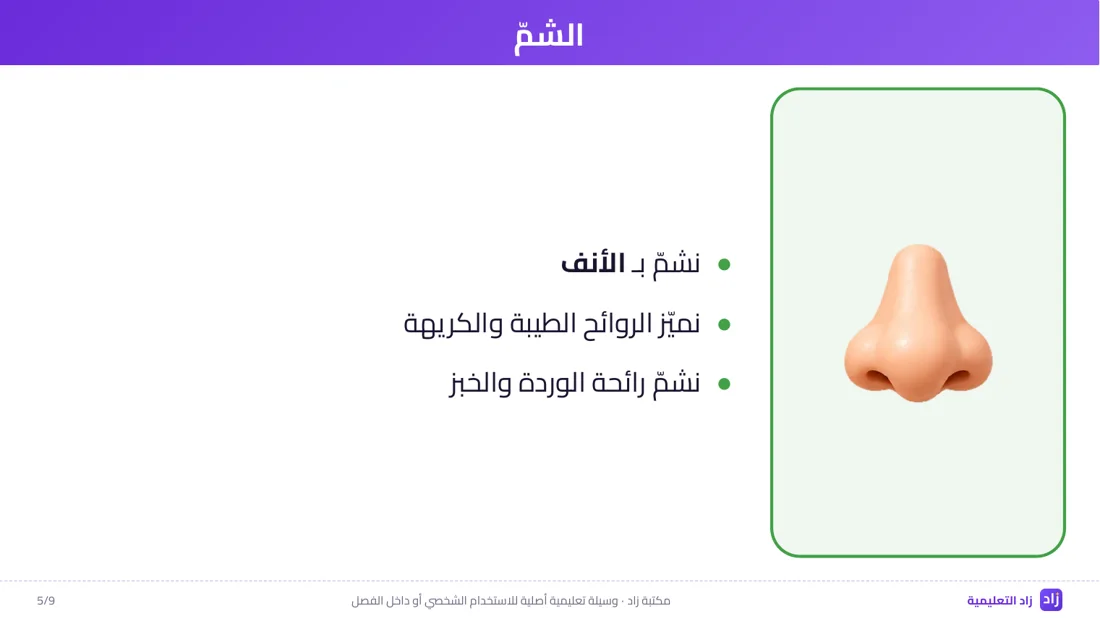 الشمّ
نشمّ بـ الأنف
نميّز الروائح الطيبة والكريهة
نشمّ رائحة الوردة والخبز
زاد زاد التعليمية
مكتبة زاد · وسيلة تعليمية أصلية للاستخدام الشخصي أو داخل الفصل
5/9